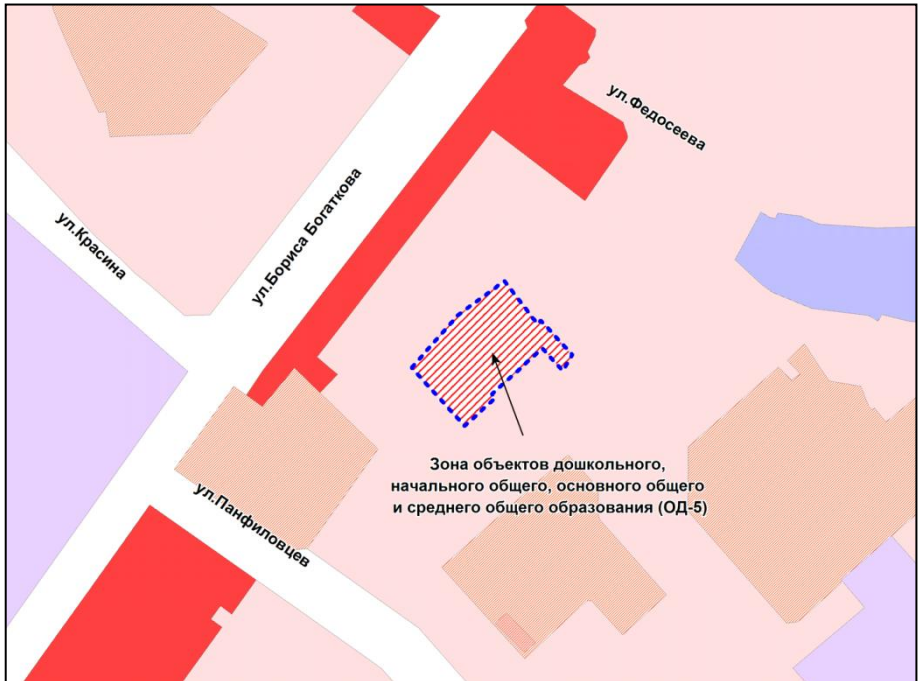 ул.Федосеева
ул.Красина
ул.Бориса Богаткова
Зона объектов дошкольного,
начального общего, основного общего
и среднего общего образования (ОД-5)
ул.Панфиловцев